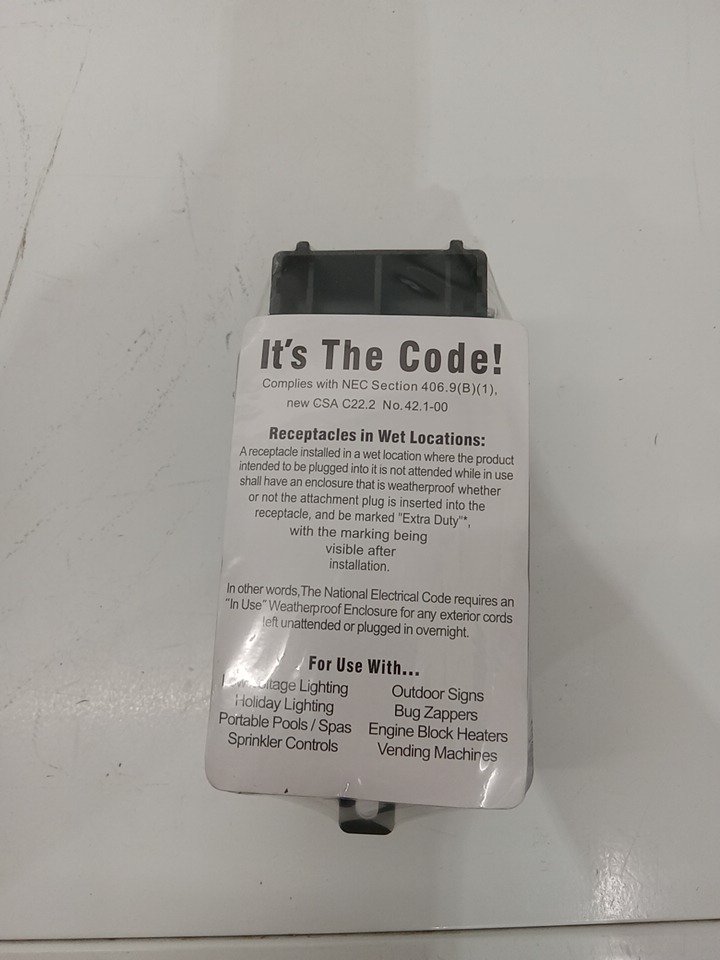 It's The Code!
Complies with NEC Section 406.9(B)(1),
new CSA C22.2 No.42.1-00
Receptacles in Wet Locations:
A receptacle installed in a wet location where the product
intended to be plugged into it is not attended while in use
shall have an enclosure that is weatherproof whether
or not the attachment plug is inserted into the
receptacle, and be marked "Extra Duty"*,
with the marking being
visible after
installation.
In other words,The National Electrical Code requires an
"In Use" Weatherproof Enclosure for any exterior cords
left unattended or plugged in overnight.
For Use With...
Lighting
Holiday Lighting
Portable Pools / Spas
Sprinkler Controls
Outdoor Signs
Bug Zappers
Engine Block Heaters
Vending Machines